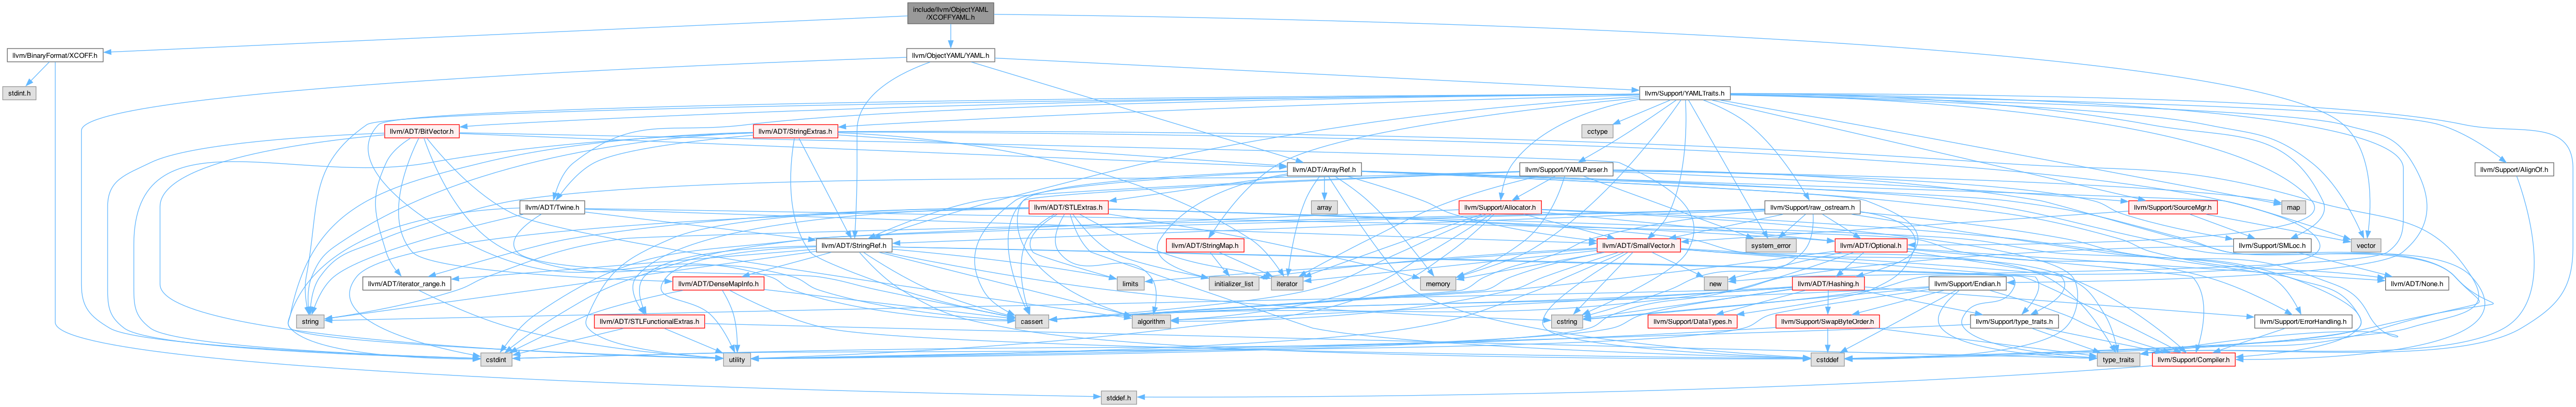 include/llvm/ObjectYAML
/XCOFFYAML.h
llvm/BinaryFormat/XCOFF.h
llvm/ObjectYAML/YAML.h
stdint.h
llvm/Support/YAMLTraits.h
llvm/ADT/BitVector.h
llvm/ADT/StringExtras.h
cctype
llvm/ADT/ArrayRef.h
llvm/Support/YAMLParser.h
llvm/Support/AlignOf.h
llvm/ADT/Twine.h
llvm/ADT/STLExtras.h
array
llvm/Support/Allocator.h
llvm/Support/raw_ostream.h
llvm/Support/SourceMgr.h
map
llvm/ADT/StringRef.h
llvm/ADT/StringMap.h
llvm/ADT/SmallVector.h
system_error
llvm/ADT/Optional.h
llvm/Support/SMLoc.h
vector
llvm/ADT/iterator_range.h
llvm/ADT/DenseMapInfo.h
limits
initializer_list
iterator
memory
new
llvm/ADT/Hashing.h
llvm/Support/Endian.h
llvm/ADT/None.h
string
llvm/ADT/STLFunctionalExtras.h
cassert
algorithm
cstring
llvm/Support/DataTypes.h
llvm/Support/SwapByteOrder.h
llvm/Support/type_traits.h
llvm/Support/ErrorHandling.h
cstdint
utility
cstddef
type_traits
llvm/Support/Compiler.h
stddef.h